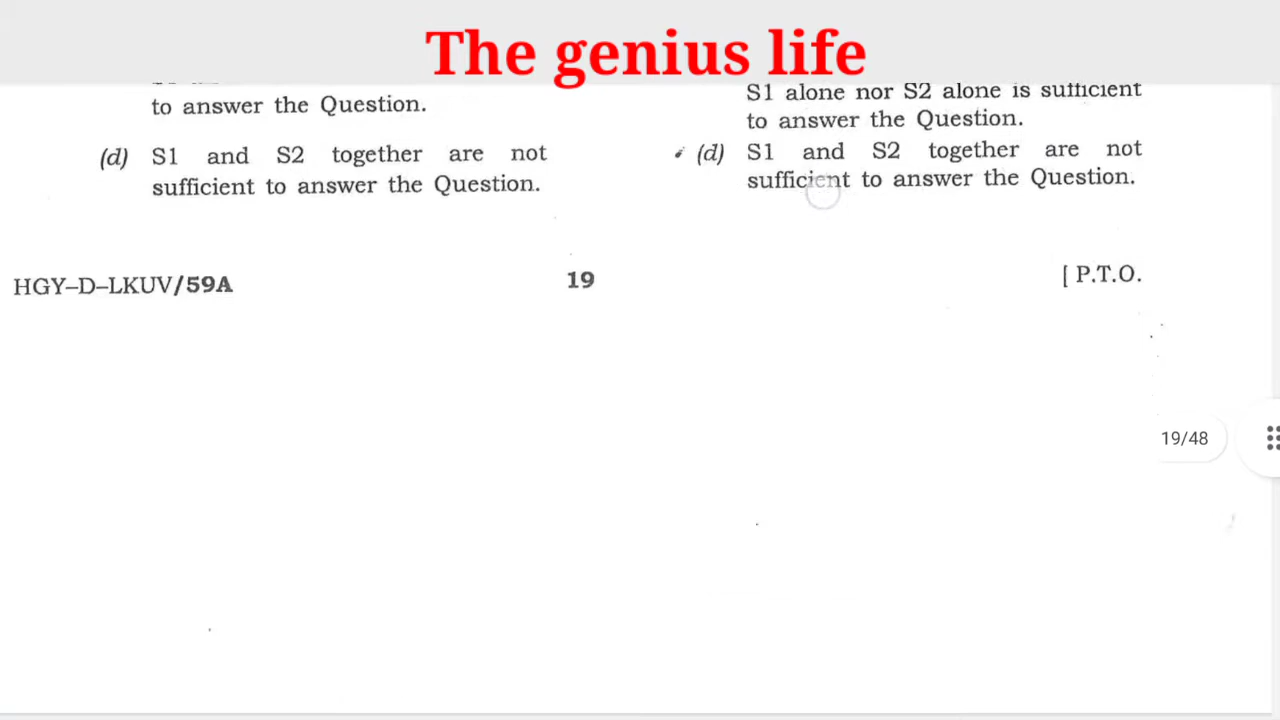 The genius life
to answer the Question.
(d) S1 and S2 together are not
sufficient to answer the Question.
S1 alone nor S2 alone is sufficient
to answer the Question.
(d) S1 and S2 together are not
sufficient to answer the Question.
HGY–D–LKUV/59A
19
[ P.T.O.
19/48